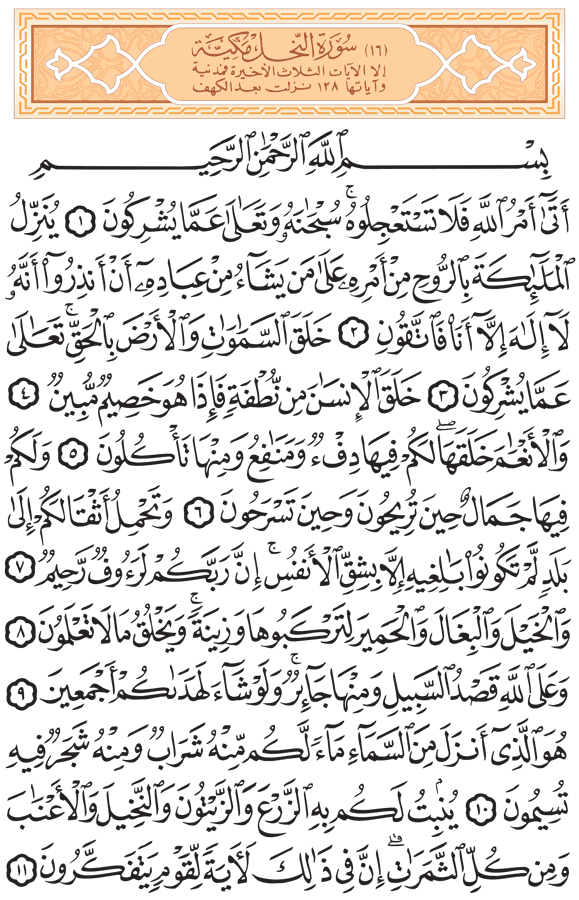 (١٦) سُورَةُ النَّحْلِ مَكِّيَّة
إلا الآيات الثلاث الأخيرة فمدنية
وآياتها ١٢٨ نزلت بعد الكهف
بِسْمِ ٱللَّهِ ٱلرَّحْمَٰنِ ٱلرَّحِيمِ
أَتَىٰٓ أَمْرُ ٱللَّهِ فَلَا تَسْتَعْجِلُوهُ ۚ سُبْحَٰنَهُۥ وَتَعَٰلَىٰ عَمَّا يُشْرِكُونَ ١ يُنَزِّلُ
ٱلْمَلَٰٓئِكَةَ بِٱلرُّوحِ مِنْ أَمْرِهِۦ عَلَىٰ مَن يَشَآءُ مِنْ عِبَادِهِۦٓ أَنْ أَنذِرُوٓا۟ أَنَّهُۥ
لَآ إِلَٰهَ إِلَّآ أَنَا۠ فَٱتَّقُونِ ٢ خَلَقَ ٱلسَّمَٰوَٰتِ وَٱلْأَرْضَ بِٱلْحَقِّ ۚ تَعَٰلَىٰ
عَمَّا يُشْرِكُونَ ٣ خَلَقَ ٱلْإِنسَٰنَ مِن نُّطْفَةٍ فَإِذَا هُوَ خَصِيمٌ مُّبِينٌ ٤
وَٱلْأَنْعَٰمَ خَلَقَهَا ۗ لَكُمْ فِيهَا دِفْءٌ وَمَنَٰفِعُ وَمِنْهَا تَأْكُلُونَ ٥ وَلَكُمْ
فِيهَا جَمَالٌ حِينَ تُرِيحُونَ وَحِينَ تَسْرَحُونَ ٦ وَتَحْمِلُ أَثْقَالَكُمْ إِلَىٰ
بَلَدٍ لَّمْ تَكُونُوا۟ بَٰلِغِيهِ إِلَّا بِشِقِّ ٱلْأَنفُسِ ۚ إِنَّ رَبَّكُمْ لَرَءُوفٌ رَّحِيمٌ ٧
وَٱلْخَيْلَ وَٱلْبِغَالَ وَٱلْحَمِيرَ لِتَرْكَبُوهَا وَزِينَةً ۚ وَيَخْلُقُ مَا لَا تَعْلَمُونَ ٨
وَعَلَى ٱللَّهِ قَصْدُ ٱلسَّبِيلِ وَمِنْهَا جَآئِرٌ ۚ وَلَوْ شَآءَ لَهَدَىٰكُمْ أَجْمَعِينَ ٩
هُوَ ٱلَّذِىٓ أَنزَلَ مِنَ ٱلسَّمَآءِ مَآءً ۖ لَّكُم مِّنْهُ شَرَابٌ وَمِنْهُ شَجَرٌ فِيهِ
تُسِيمُونَ ١٠ يُنۢبِتُ لَكُم بِهِ ٱلزَّرْعَ وَٱلزَّيْتُونَ وَٱلنَّخِيلَ وَٱلْأَعْنَٰبَ
وَمِن كُلِّ ٱلثَّمَرَٰتِ ۗ إِنَّ فِى ذَٰلِكَ لَءَايَةً لِّقَوْمٍ يَتَفَكَّرُونَ ١١